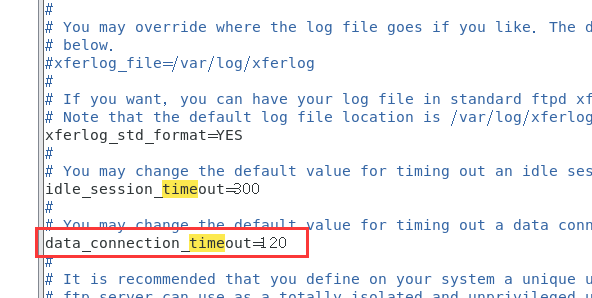 #
# You may override where the log file goes if you like. The d
# below.
#xferlog_file=/var/log/xferlog
#
# If you want, you can have your log file in standard ftpd xf
# Note that the default log file location is /var/log/xferlog
xferlog_std_format=YES
#
# You may change the default value for timing out an idle ses
idle_session_timeout=300
#
# You may change the default value for timing out a data conn
data_connection_timeout=120
#
# It is recommended that you define on your system a unique u
# ftp server can use as a totally isolated and unprivileged u